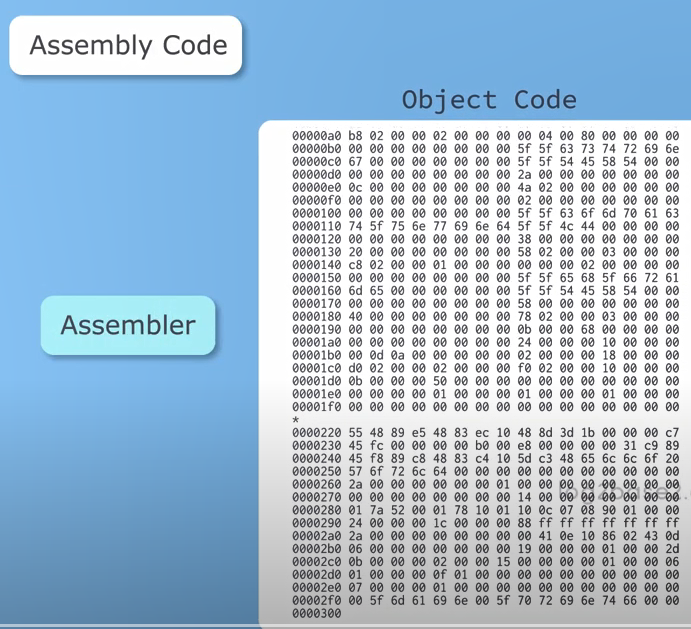 Assembly Code
Object Code
00000a0 b8 02 00 00 02 00 00 00 00 04 00 80 00 00 00 00
00000b0 00 00 00 00 00 00 00 00 5f 5f 63 73 74 72 69 6e
00000c0 67 00 00 00 00 00 00 00 5f 5f 54 45 58 54 00 00
00000d0 00 00 00 00 00 00 00 00 2a 00 00 00 00 00 00 00
00000e0 0c 00 00 00 00 00 00 00 4a 02 00 00 00 00 00 00
00000f0 00 00 00 00 00 00 00 00 02 00 00 00 00 00 00 00
0000100 00 00 00 00 00 00 00 00 5f 5f 63 6f 6d 70 61 63
0000110 74 5f 75 6e 77 69 6e 64 5f 5f 4c 44 00 00 00 00
0000120 00 00 00 00 00 00 00 00 38 00 00 00 00 00 00 00
0000130 20 00 00 00 00 00 00 00 58 02 00 00 03 00 00 00
0000140 c8 02 00 00 01 00 00 00 00 00 00 02 00 00 00 00
0000150 00 00 00 00 00 00 00 00 5f 5f 65 68 5f 66 72 61
0000160 6d 65 00 00 00 00 00 00 5f 5f 54 45 58 54 00 00
0000170 00 00 00 00 00 00 00 00 58 00 00 00 00 00 00 00
0000180 40 00 00 00 00 00 00 00 78 02 00 00 03 00 00 00
0000190 00 00 00 00 00 00 00 00 0b 00 00 68 00 00 00 00
00001a0 00 00 00 00 00 00 00 00 24 00 00 00 10 00 00 00
00001b0 00 0d 0a 00 00 00 00 00 02 00 00 00 18 00 00 00
00001c0 d0 02 00 00 02 00 00 00 f0 02 00 00 10 00 00 00
00001d0 0b 00 00 00 50 00 00 00 00 00 00 00 00 00 00 00
00001e0 00 00 00 00 01 00 00 00 01 00 00 00 01 00 00 00
00001f0 00 00 00 00 00 00 00 00 00 00 00 00 00 00 00 00
*
0000220 55 48 89 e5 48 83 ec 10 48 8d 3d 1b 00 00 00 c7
0000230 45 fc 00 00 00 00 b0 00 e8 00 00 00 00 31 c9 89
0000240 45 f8 89 c8 48 83 c4 10 5d c3 48 65 6c 6c 6f 20
Assembler
0000250 57 6f 72 6c 64 00 00 00 00 00 00 00 00 00 00 00
0000260 2a 00 00 00 00 00 00 01 00 00 00 00 00 00 00 00
0000270 00 00 00 00 00 00 00 00 14 00 00 00 00 00 00 00
0000280 01 7a 52 00 01 78 10 01 10 0c 07 08 90 01 00 00
0000290 24 00 00 00 1c 00 00 00 88 ff ff ff ff ff ff ff
00002a0 2a 00 00 00 00 00 00 00 00 41 0e 10 86 02 43 0d
00002b0 06 00 00 00 00 00 00 00 19 00 00 00 01 00 00 2d
00002c0 0b 00 00 00 02 00 00 00 15 00 00 00 00 01 00 00 06
00002d0 01 00 00 00 0f 01 00 00 00 00 00 00 00 00 00 00
00002e0 07 00 00 00 01 00 00 00 00 00 00 00 00 00 00 00
00002f0 00 5f 6d 61 69 6e 00 5f 70 72 69 6e 74 66 00 00
0000300